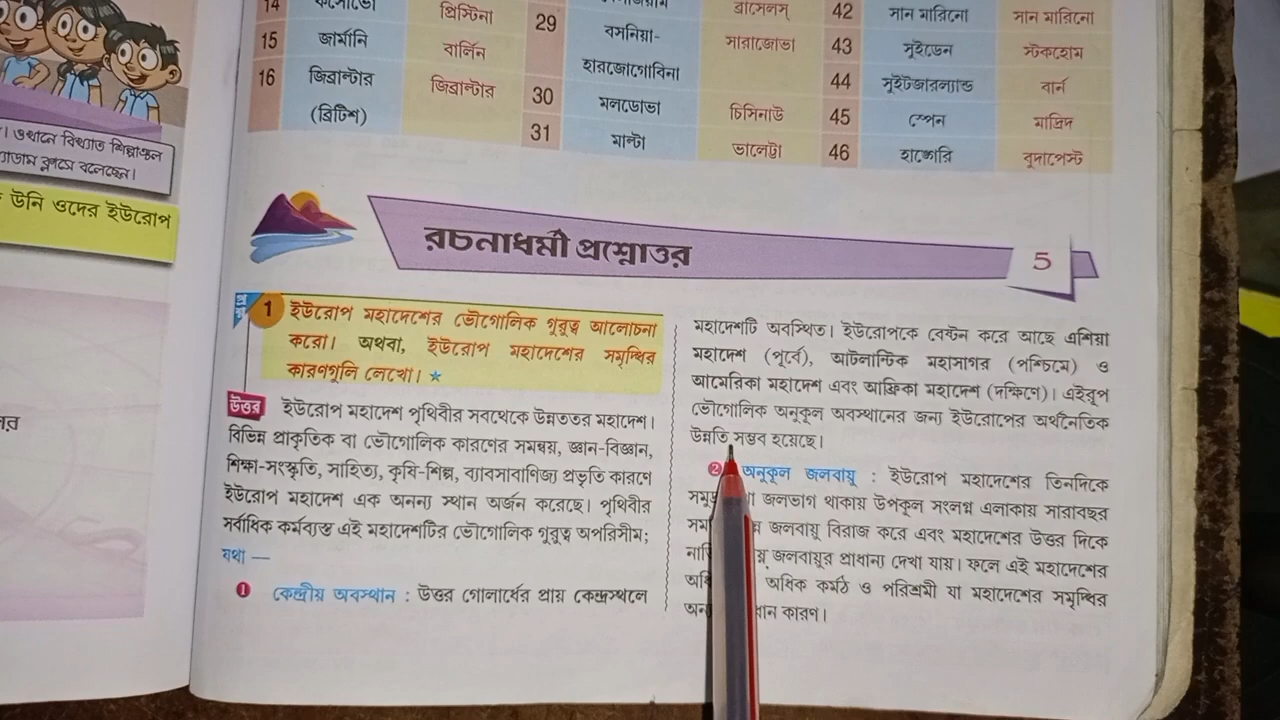 14 কসোভো প্রিস্টিনা
15 জার্মানি বার্লিন
16 জিব্রাল্টার জিব্রাল্টার
(ব্রিটিশ)
29 বসনিয়া- সারাজেভো
হারজোগোবিনা
30 মলডোভা চিসিনাউ
31 মাল্টা ভালেট্টা
ব্রাসেলস্
42 সান মারিনো সান মারিনো
43 সুইডেন স্টকহোম
44 সুইটজারল্যান্ড বার্ন
45 স্পেন মাদ্রিদ
46 হাঙ্গেরি বুদাপেস্ট
। ওখানে বিখ্যাত শিল্পাঞ্চল
ম্যাডাম ক্লাসে বলেছেন।
উনি ওদের ইউরোপ
রচনাধর্মী প্রশ্নোত্তর 5
প্রশ্ন 1 ইউরোপ মহাদেশের ভৌগোলিক গুরুত্ব আলোচনা
করো। অথবা, ইউরোপ মহাদেশের সমৃদ্ধির
কারণগুলি লেখো। ★
উত্তর ইউরোপ মহাদেশ পৃথিবীর সবথেকে উন্নততর মহাদেশ।
বিভিন্ন প্রাকৃতিক বা ভৌগোলিক কারণের সমন্বয়, জ্ঞান-বিজ্ঞান,
শিক্ষা-সংস্কৃতি, সাহিত্য, কৃষি-শিল্প, ব্যাবসাবাণিজ্য প্রভৃতি কারণে
ইউরোপ মহাদেশ এক অনন্য স্থান অর্জন করেছে। পৃথিবীর
সর্বাধিক কর্মব্যস্ত এই মহাদেশটির ভৌগোলিক গুরুত্ব অপরিসীম;
যথা —
❶ কেন্দ্রীয় অবস্থান : উত্তর গোলার্ধের প্রায় কেন্দ্রস্থলে
মহাদেশটি অবস্থিত। ইউরোপকে বেষ্টন করে আছে এশিয়া
মহাদেশ (পূর্বে), আটলান্টিক মহাসাগর (পশ্চিমে) ও
আমেরিকা মহাদেশ এবং আফ্রিকা মহাদেশ (দক্ষিণে)। এইরূপ
ভৌগোলিক অনুকূল অবস্থানের জন্য ইউরোপের অর্থনৈতিক
উন্নতি সম্ভব হয়েছে।
❷ অনুকূল জলবায়ু : ইউরোপ মহাদেশের তিনদিকে
জলভাগ থাকায় উপকূল সংলগ্ন এলাকায় সারাবছর
জলবায়ু বিরাজ করে এবং মহাদেশের উত্তর দিকে
জলবায়ুর প্রাধান্য দেখা যায়। ফলে এই মহাদেশের
অধিক কর্মঠ ও পরিশ্রমী যা মহাদেশের সমৃদ্ধির
কারণ।